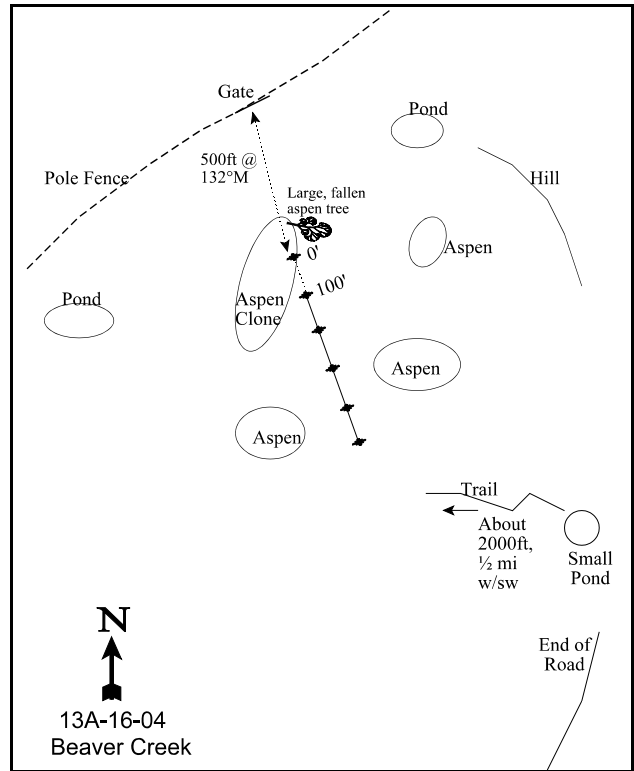 Gate
Pond
500ft @
132°M
Pole Fence
Hill
Large, fallen
aspen tree
0'
Aspen
Pond
100'
Aspen
Clone
Aspen
Aspen
Trail
About
2000ft,
½ mi
w/sw
Small
Pond
End of
Road
N
13A-16-04
Beaver Creek